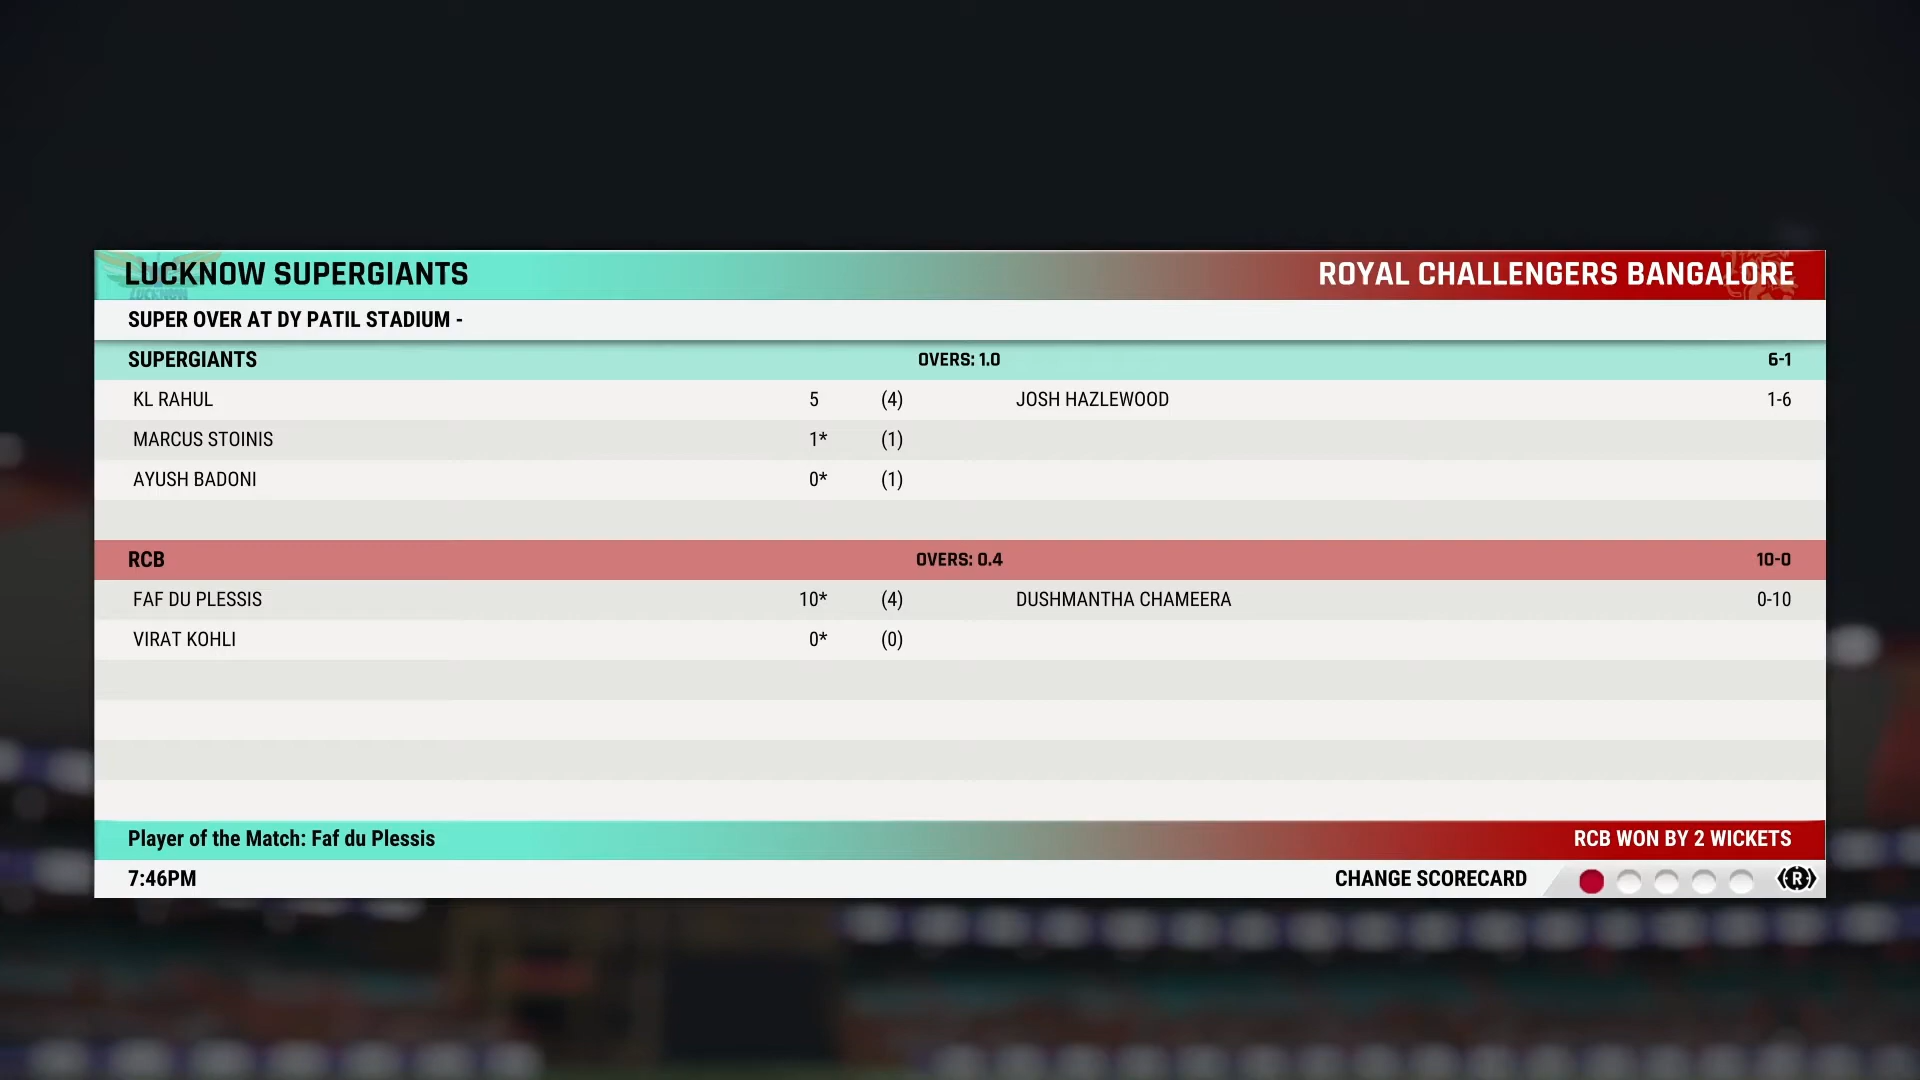 LUCKNOW SUPERGIANTS ROYAL CHALLENGERS BANGALORE
LUCKNOW
SUPER OVER AT DY PATIL STADIUM -
SUPERGIANTS OVERS: 1.0 6-1
KL RAHUL 5 (4) JOSH HAZLEWOOD 1-6
MARCUS STOINIS 1* (1)
AYUSH BADONI 0* (1)
RCB OVERS: 0.4 10-0
FAF DU PLESSIS 10* (4) DUSHMANTHA CHAMEERA 0-10
VIRAT KOHLI 0* (0)
Player of the Match: Faf du Plessis RCB WON BY 2 WICKETS
7:46PM CHANGE SCORECARD R